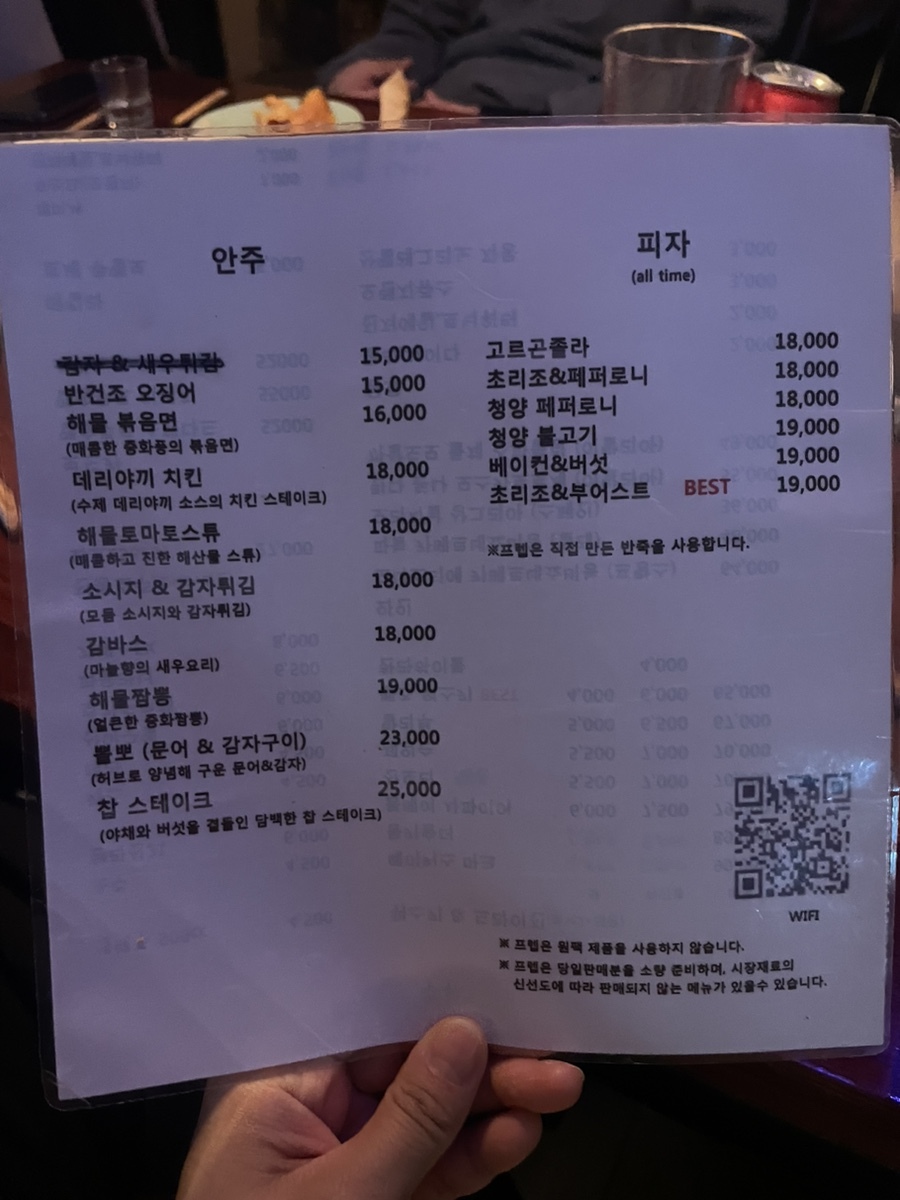 안주
감자 & 새우튀김 15,000
반건조 오징어 15,000
해물 볶음면 16,000
(매콤한 중화풍의 볶음면)
데리야끼 치킨 18,000
(수제 데리야끼 소스의 치킨 스테이크)
해물토마토스튜 18,000
(매콤하고 진한 해산물 스튜)
소시지 & 감자튀김 18,000
(모듬 소시지와 감자튀김)
감바스 18,000
(마늘향의 새우요리)
해물짬뽕 19,000
(얼큰한 중화짬뽕)
뽈뽀 (문어 & 감자구이) 23,000
(허브로 양념해 구운 문어&감자)
찹 스테이크 25,000
(야채와 버섯을 곁들인 담백한 찹 스테이크)
피자
(all time)
고르곤졸라 18,000
초리조&페퍼로니 18,000
청양 페퍼로니 18,000
청양 불고기 19,000
베이컨&버섯 19,000
초리조&부어스트 BEST 19,000
※프렙은 직접 만든 반죽을 사용합니다.
WIFI
※ 프렙은 원팩 제품을 사용하지 않습니다.
※ 프렙은 당일판매분을 소량 준비하며, 시장재료의
신선도에 따라 판매되지 않는 메뉴가 있을수 있습니다.